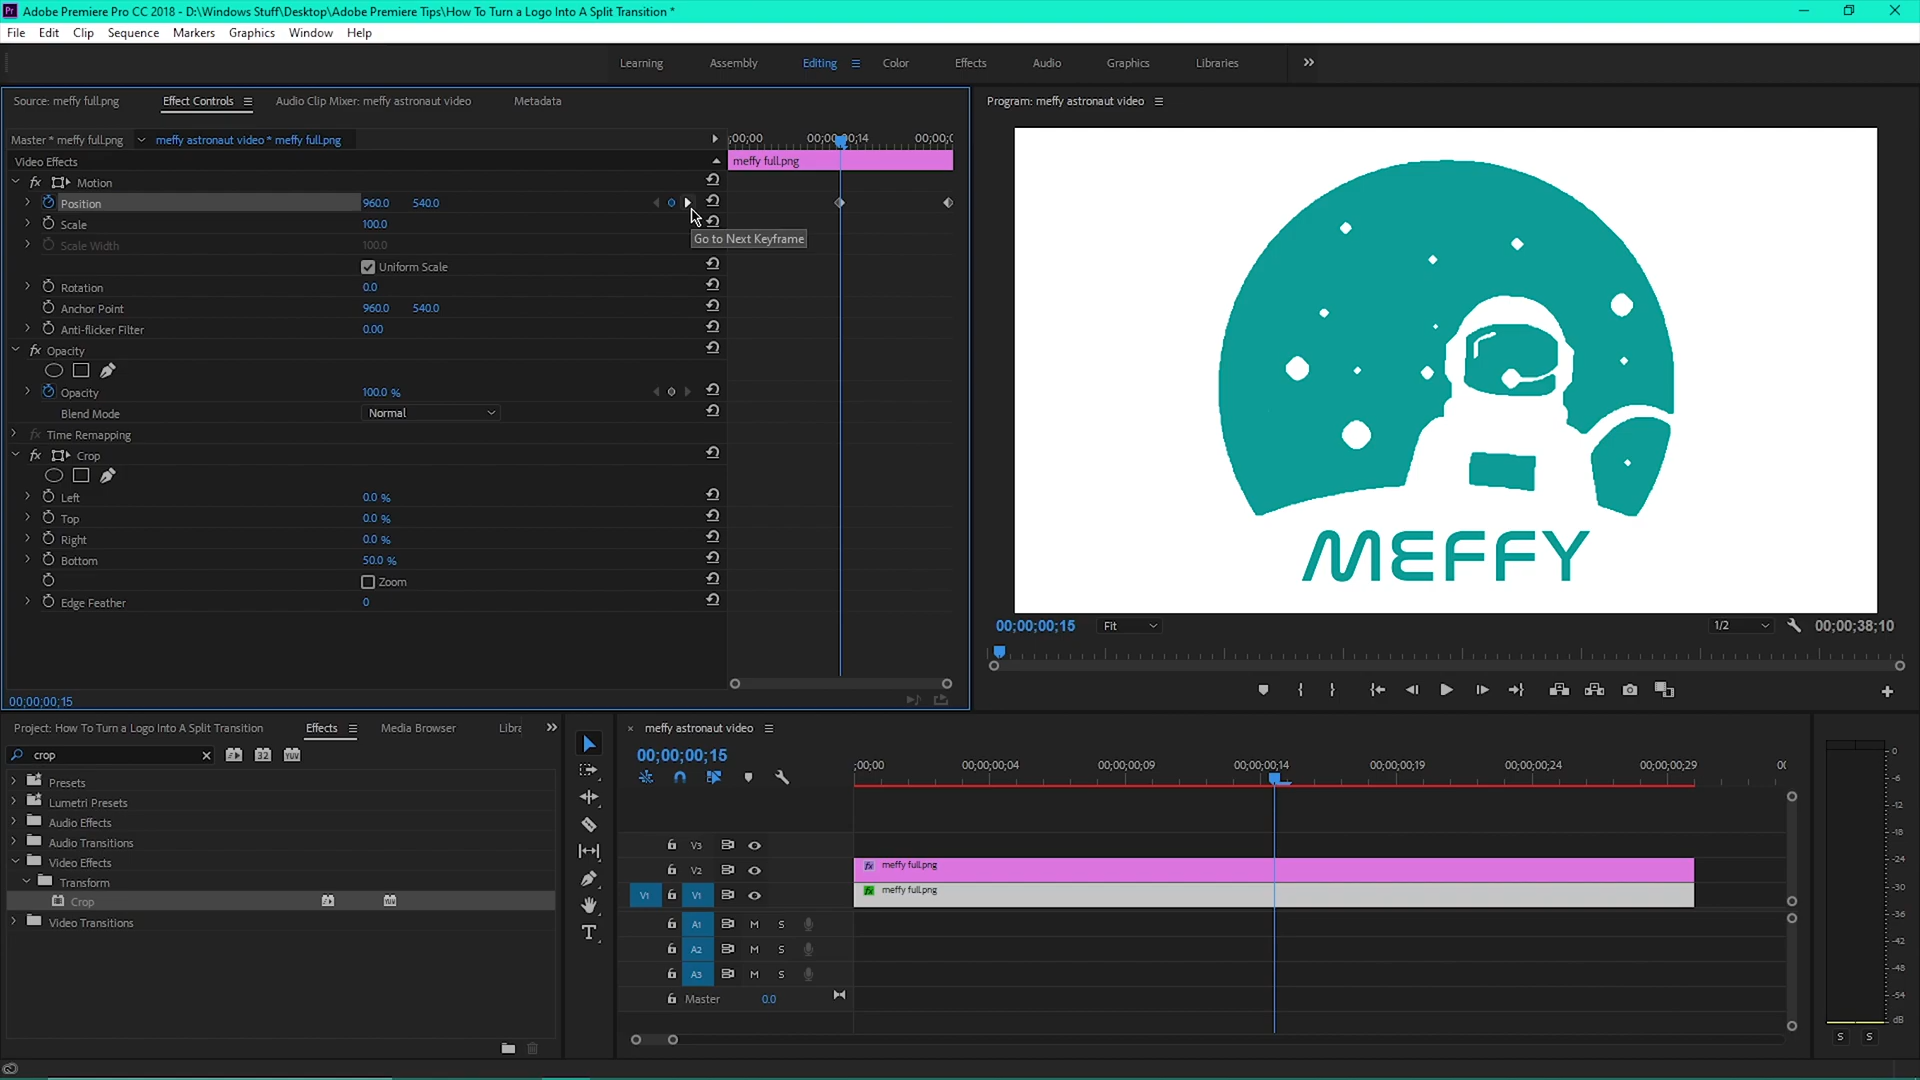 Adobe Premiere Pro CC 2018 - D:\Windows Stuff\Desktop\Adobe Premiere Tips\How To Turn a Logo Into A Split Transition *
File Edit Clip Sequence Markers Graphics Window Help
Learning Assembly Editing Color Effects Audio Graphics Libraries
Source: meffy full.png Effect Controls Audio Clip Mixer: meffy astronaut video Metadata
Program: meffy astronaut video
Master * meffy full.png meffy astronaut video * meffy full.png
;00;00 00;00;00;14 00;00;0
Video Effects
meffy full.png
fx Motion
Position 960.0 540.0
Scale 100.0
Scale Width 100.0
Go to Next Keyframe
Uniform Scale
Rotation 0.0
Anchor Point 960.0 540.0
Anti-flicker Filter 0.00
fx Opacity
Opacity 100.0 %
Blend Mode Normal
fx Time Remapping
fx Crop
Left 0.0 %
Top 0.0 %
Right 0.0 %
Bottom 50.0 %
Zoom
Edge Feather 0
00;00;00;15
MEFFY
00;00;00;15 Fit 1/2 00;00;38;10
Project: How To Turn a Logo Into A Split Transition Effects Media Browser Libra
crop
32 YUV
Presets
Lumetri Presets
Audio Effects
Audio Transitions
Video Effects
Transform
Crop
Video Transitions
meffy astronaut video
00;00;00;15
;00;00 00;00;00;04 00;00;00;09 00;00;00;14 00;00;00;19 00;00;00;24 00;00;00;29 00
V3
V2 fx meffy full.png
V1 V1 fx meffy full.png
A1 M S
A2 M S
A3 M S
Master 0.0
T
0
-6
-12
-18
-24
-30
-36
-42
-48
-54
dB
S S